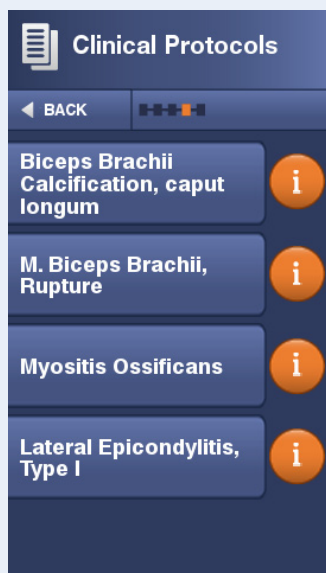 Clinical Protocols
BACK
Biceps Brachii
Calcification, caput
longum
i
M. Biceps Brachii,
Rupture
i
Myositis Ossificans
i
Lateral Epicondylitis,
Type I
i